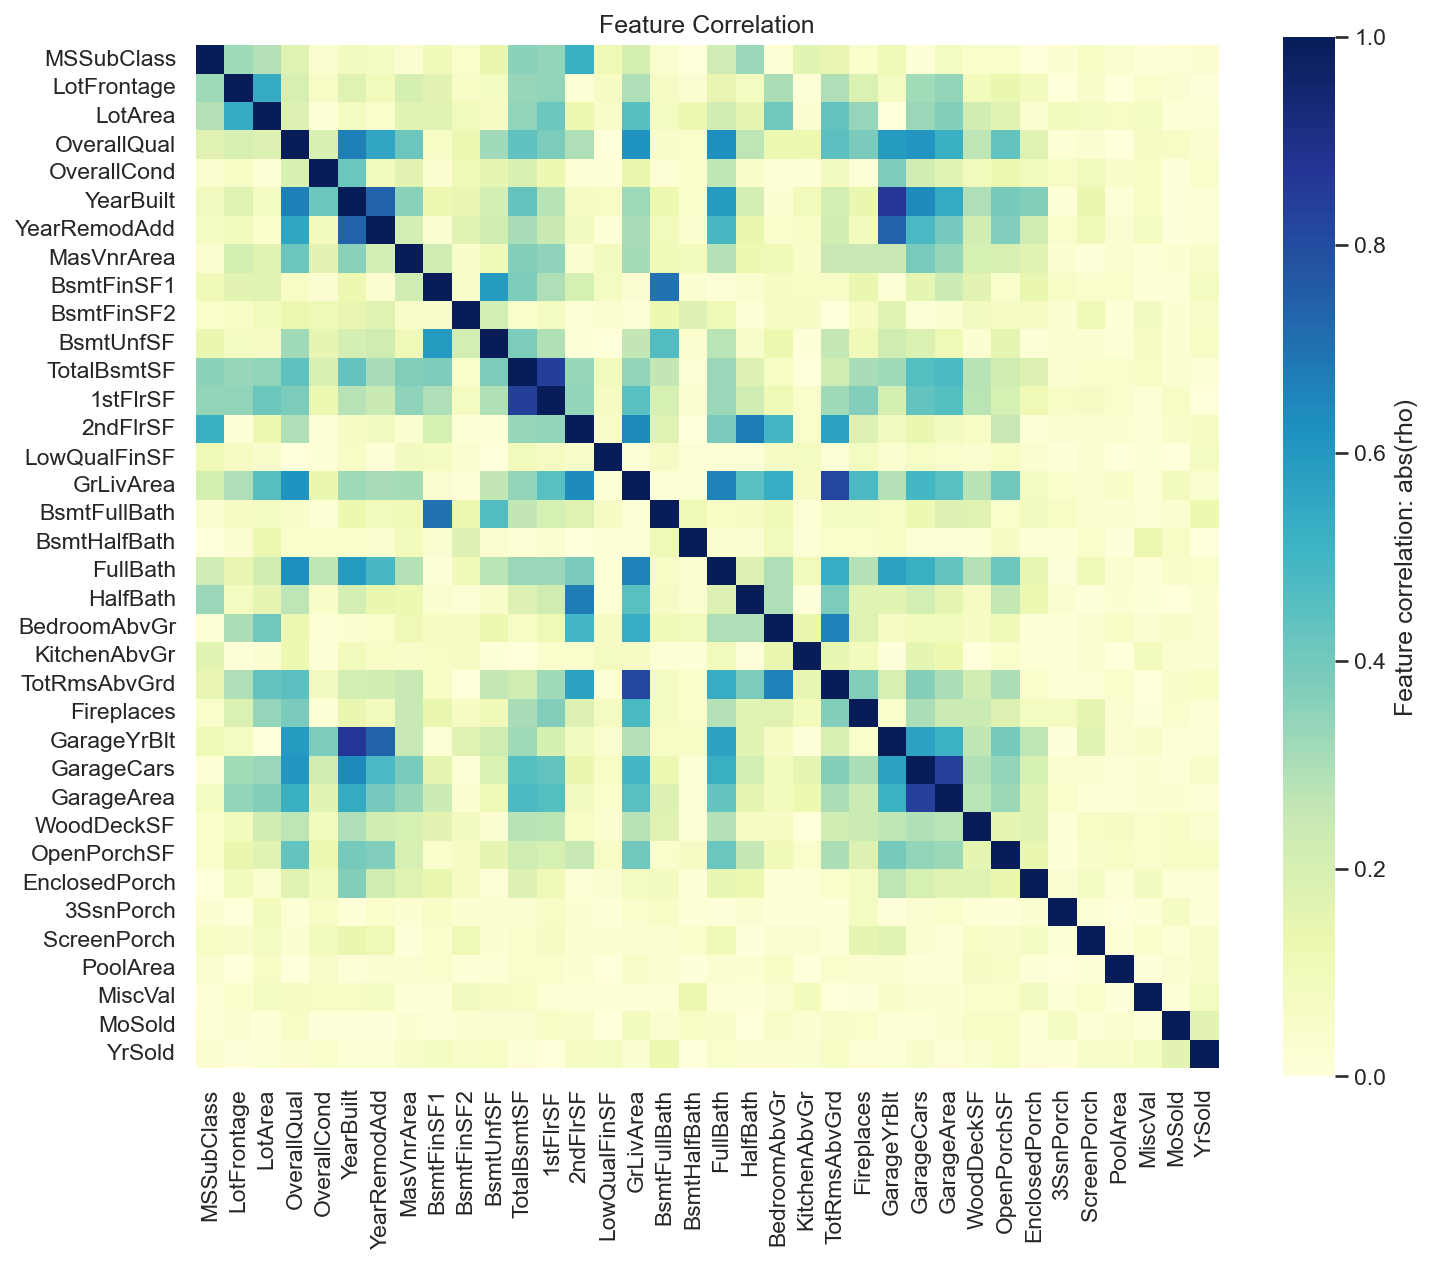 Feature Correlation
MSSubClass
LotFrontage
LotArea
OverallQual
OverallCond
YearBuilt
YearRemodAdd
MasVnrArea
BsmtFinSF1
BsmtFinSF2
BsmtUnfSF
TotalBsmtSF
1stFlrSF
2ndFlrSF
LowQualFinSF
GrLivArea
BsmtFullBath
BsmtHalfBath
FullBath
HalfBath
BedroomAbvGr
KitchenAbvGr
TotRmsAbvGrd
Fireplaces
GarageYrBlt
GarageCars
GarageArea
WoodDeckSF
OpenPorchSF
EnclosedPorch
3SsnPorch
ScreenPorch
PoolArea
MiscVal
MoSold
YrSold
MSSubClass
LotFrontage
LotArea
OverallQual
OverallCond
YearBuilt
YearRemodAdd
MasVnrArea
BsmtFinSF1
BsmtFinSF2
BsmtUnfSF
TotalBsmtSF
1stFlrSF
2ndFlrSF
LowQualFinSF
GrLivArea
BsmtFullBath
BsmtHalfBath
FullBath
HalfBath
BedroomAbvGr
KitchenAbvGr
TotRmsAbvGrd
Fireplaces
GarageYrBlt
GarageCars
GarageArea
WoodDeckSF
OpenPorchSF
EnclosedPorch
3SsnPorch
ScreenPorch
PoolArea
MiscVal
MoSold
YrSold
1.0
0.8
0.6
0.4
0.2
0.0
Feature correlation: abs(rho)